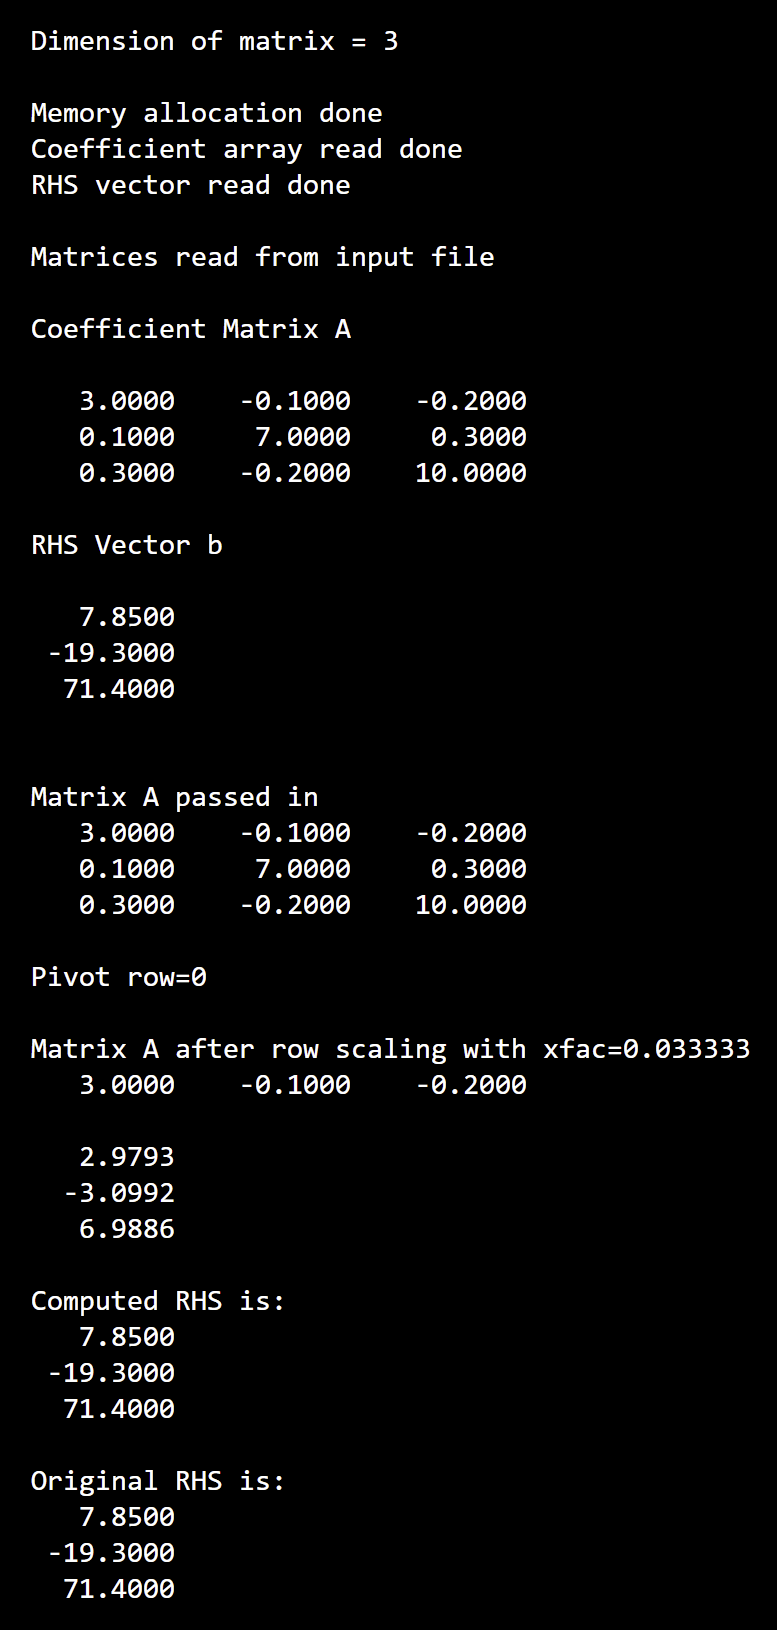 Dimension of matrix = 3
Memory allocation done
Coefficient array read done
RHS vector read done
Matrices read from input file
Coefficient Matrix A
3.0000 -0.1000 -0.2000
0.1000 7.0000 0.3000
0.3000 -0.2000 10.0000
RHS Vector b
7.8500
-19.3000
71.4000
Matrix A passed in
3.0000 -0.1000 -0.2000
0.1000 7.0000 0.3000
0.3000 -0.2000 10.0000
Pivot row=0
Matrix A after row scaling with xfac=0.033333
3.0000 -0.1000 -0.2000
2.9793
-3.0992
6.9886
Computed RHS is:
7.8500
-19.3000
71.4000
Original RHS is:
7.8500
-19.3000
71.4000